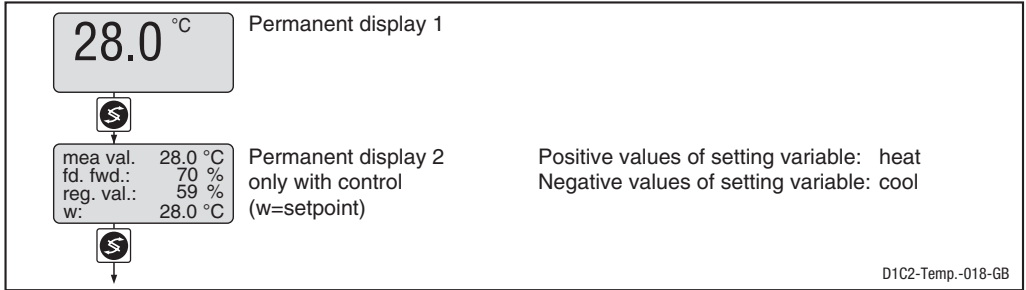 28.0 °C
Permanent display 1
mea val. 28.0 °C
fd. fwd.: 70 %
reg. val.: 59 %
w: 28.0 °C
Permanent display 2
only with control
(w=setpoint)
Positive values of setting variable: heat
Negative values of setting variable: cool
D1C2-Temp.-018-GB